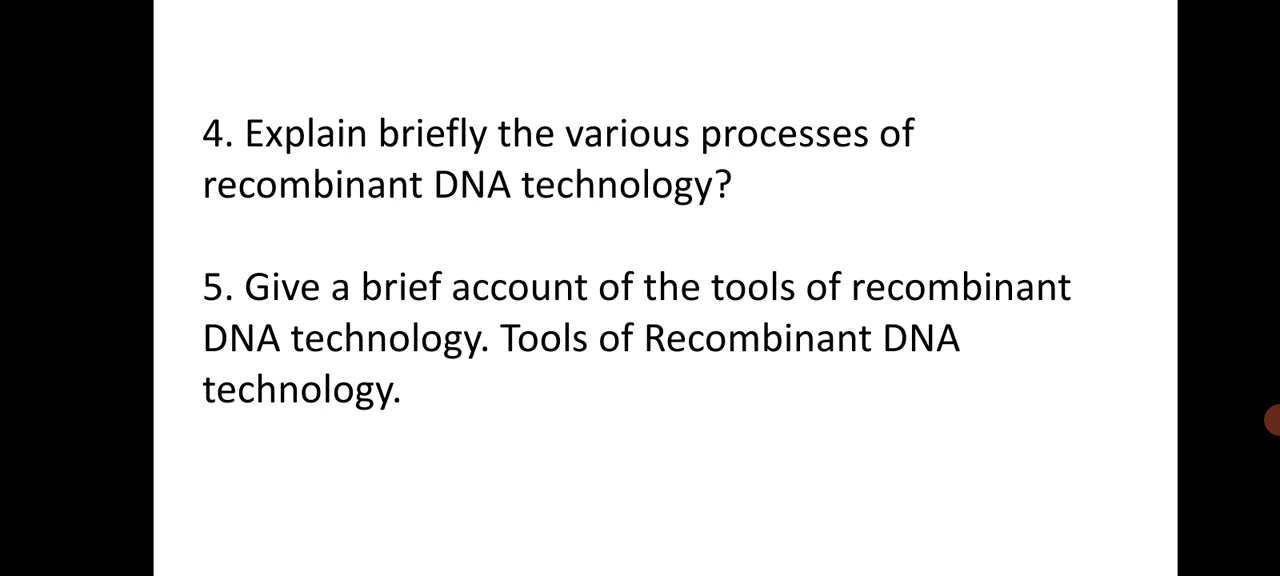 4. Explain briefly the various processes of
recombinant DNA technology?
5. Give a brief account of the tools of recombinant
DNA technology. Tools of Recombinant DNA
technology.